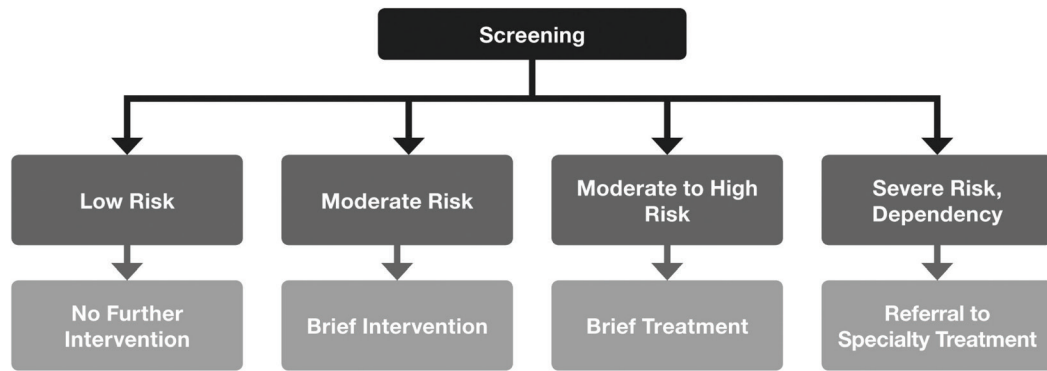 Screening
Low Risk
Moderate Risk
Moderate to High
Risk
Severe Risk,
Dependency
No Further
Intervention
Brief Intervention
Brief Treatment
Referral to
Specialty Treatment